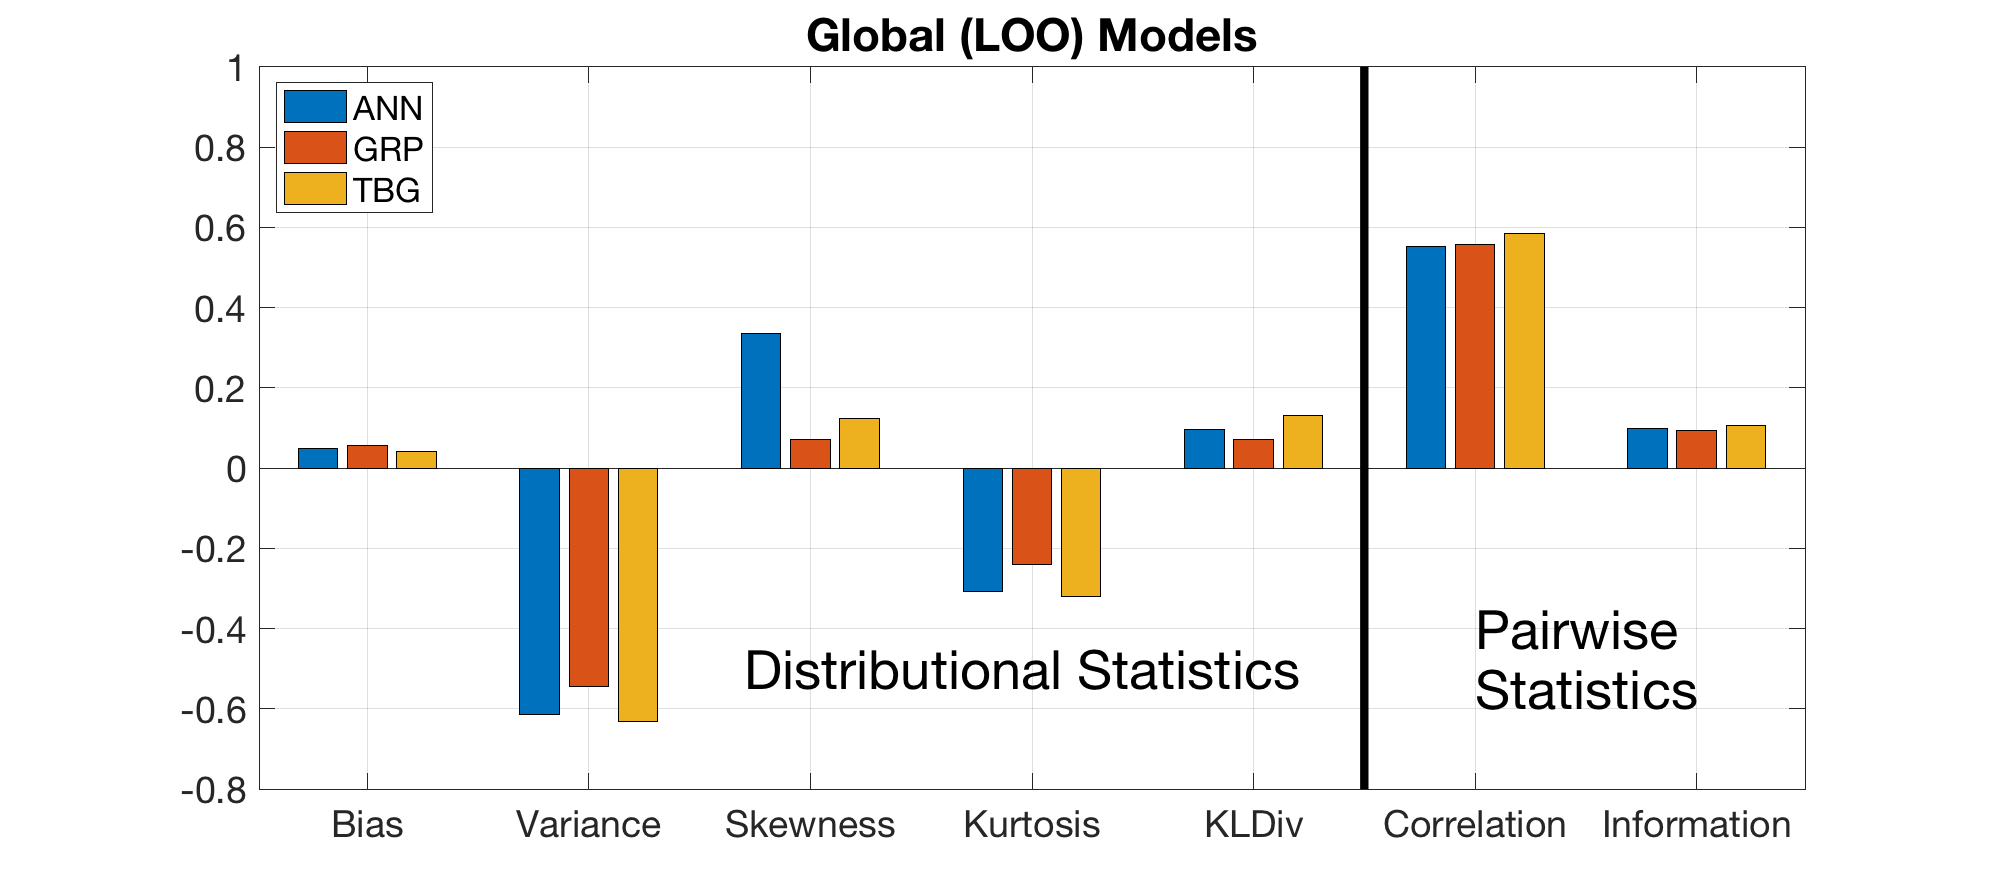 Global (LOO) Models
1
0.8
0.6
0.4
0.2
0
-0.2
-0.4
-0.6
-0.8
ANN
GRP
TBG
Distributional Statistics
Pairwise
Statistics
Bias Variance Skewness Kurtosis KLDiv Correlation Information